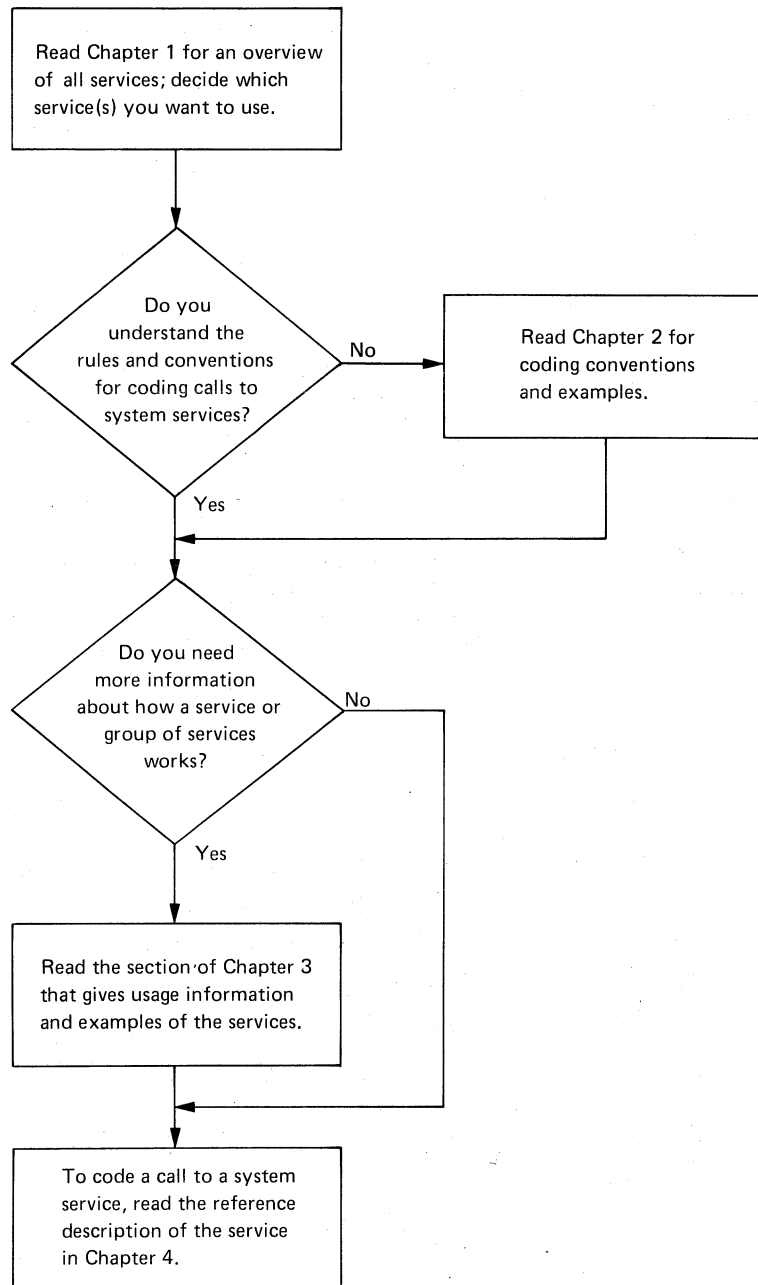 Read Chapter 1 for an overview
of all services; decide which
service(s) you want to use.
Do you
understand the
rules and conventions
for coding calls to
system services?
No
Read Chapter 2 for
coding conventions
and examples.
Yes
Do you need
more information
about how a service or
group of services
works?
No
Yes
Read the section of Chapter 3
that gives usage information
and examples of the services.
To code a call to a system
service, read the reference
description of the service
in Chapter 4.